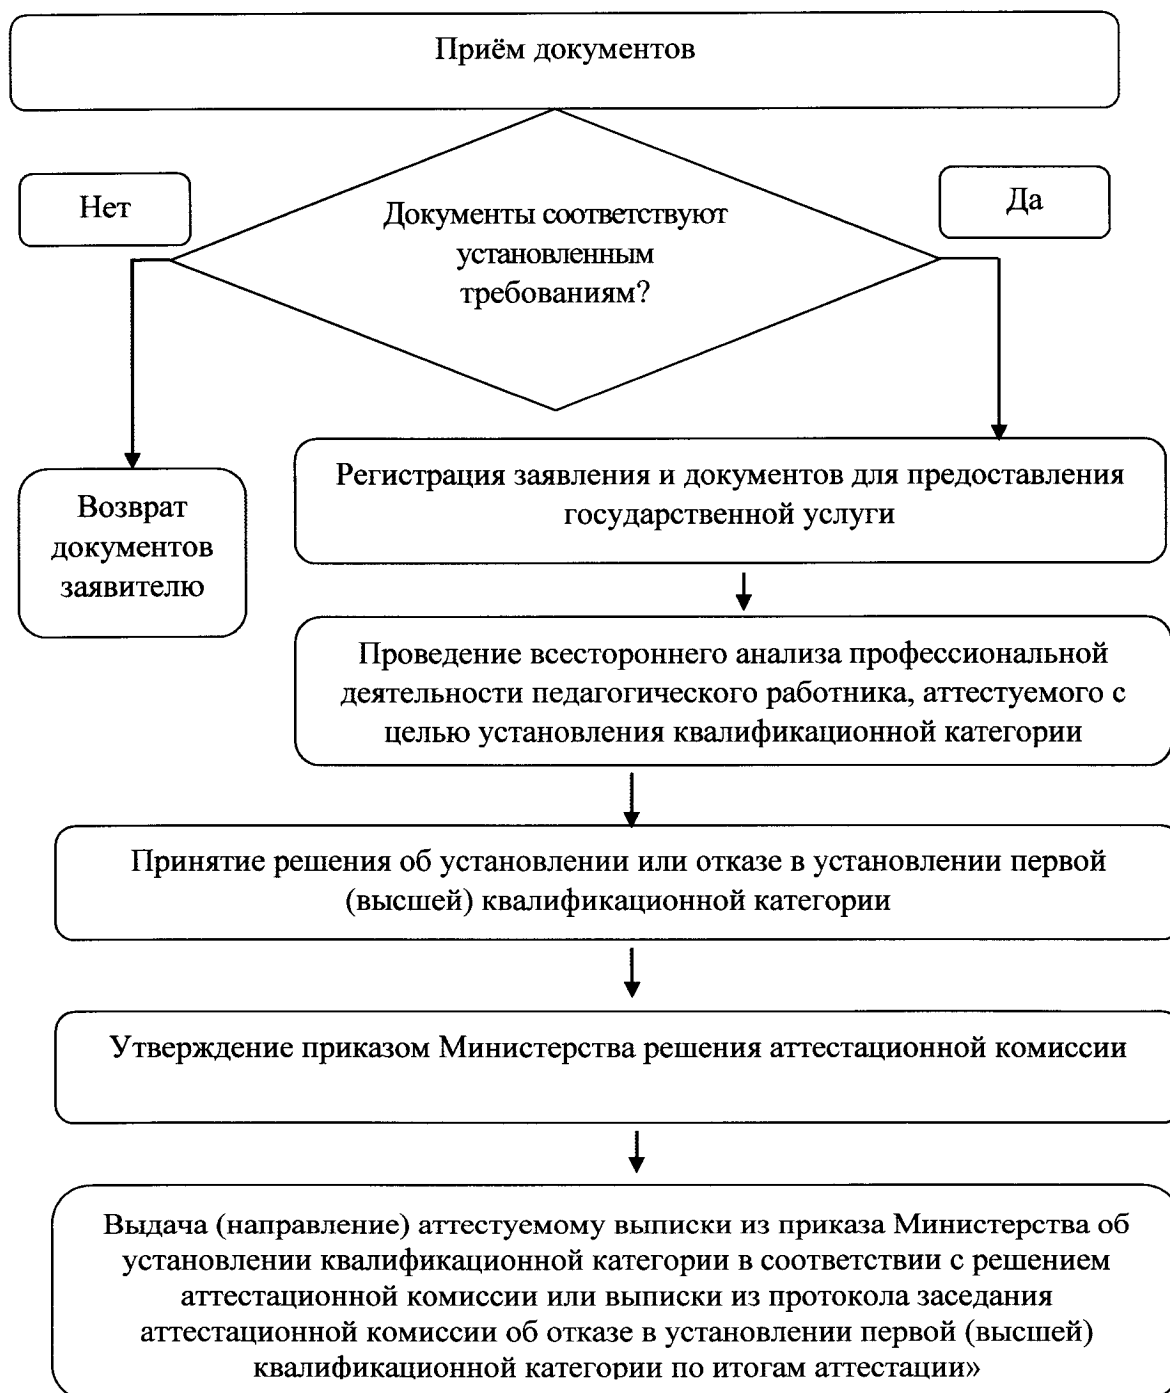 Приём документов
Нет
Да
Документы соответствуют
установленным
требованиям?
Возврат
документов
заявителю
Регистрация заявления и документов для предоставления
государственной услуги
Проведение всестороннего анализа профессиональной
деятельности педагогического работника, аттестуемого с
целью установления квалификационной категории
Принятие решения об установлении или отказе в установлении первой
(высшей) квалификационной категории
Утверждение приказом Министерства решения аттестационной комиссии
Выдача (направление) аттестуемому выписки из приказа Министерства об
установлении квалификационной категории в соответствии с решением
аттестационной комиссии или выписки из протокола заседания
аттестационной комиссии об отказе в установлении первой (высшей)
квалификационной категории по итогам аттестации»